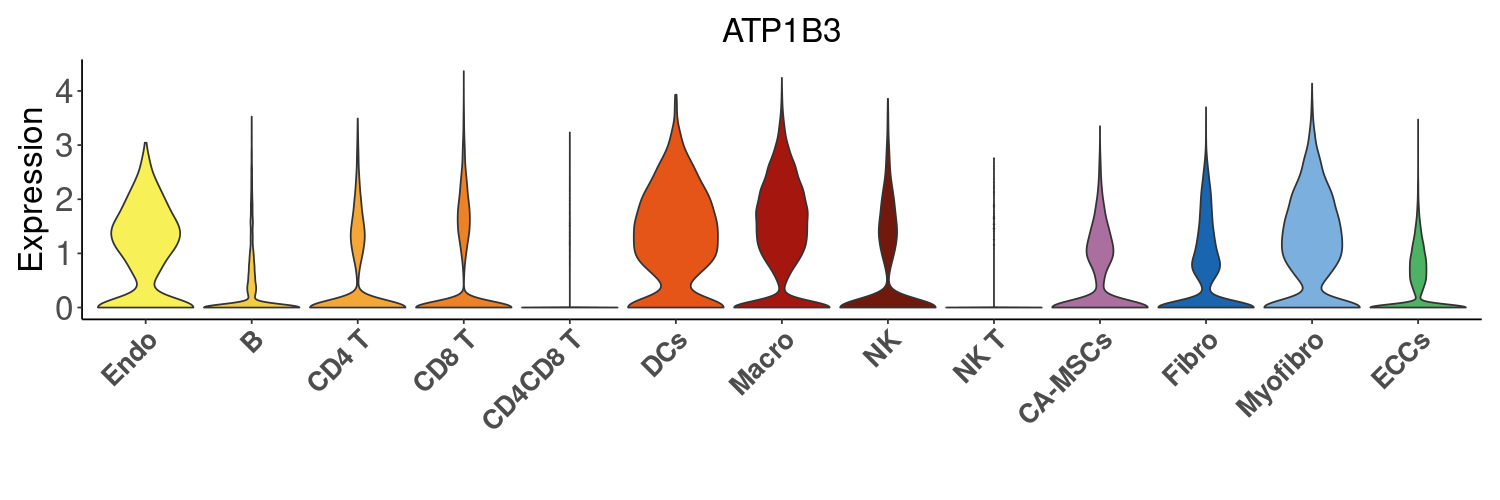 ATP1B3
Expression
4
3
2
1
0
Endo
B
CD4 T
CD8 T
CD4CD8 T
DCs
Macro
NK
NK T
CA-MSCs
Fibro
Myofibro
ECCs